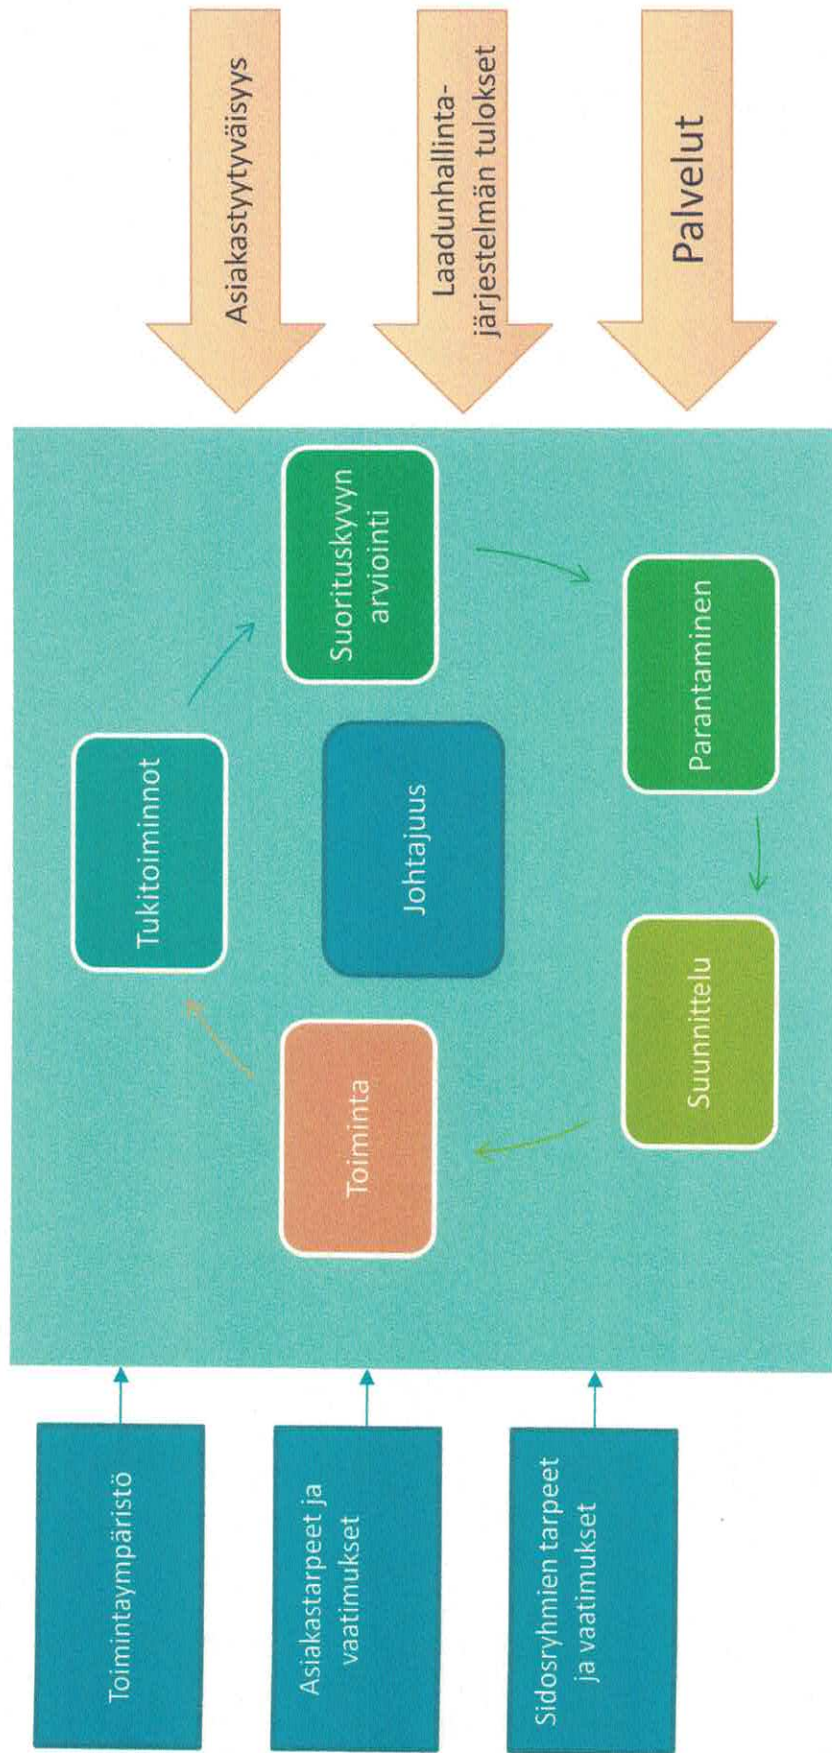 Toimintaympäristö
Asiakastarpeet ja
vaatimukset
Sidosryhmien tarpeet
ja vaatimukset
Tukitoiminnot
Toiminta
Johtajuus
Suorituskyvyn
arviointi
Suunnittelu
Parantaminen
Asiakastyytyväisyys
Laadunhallinta-
järjestelmän tulokset
Palvelut